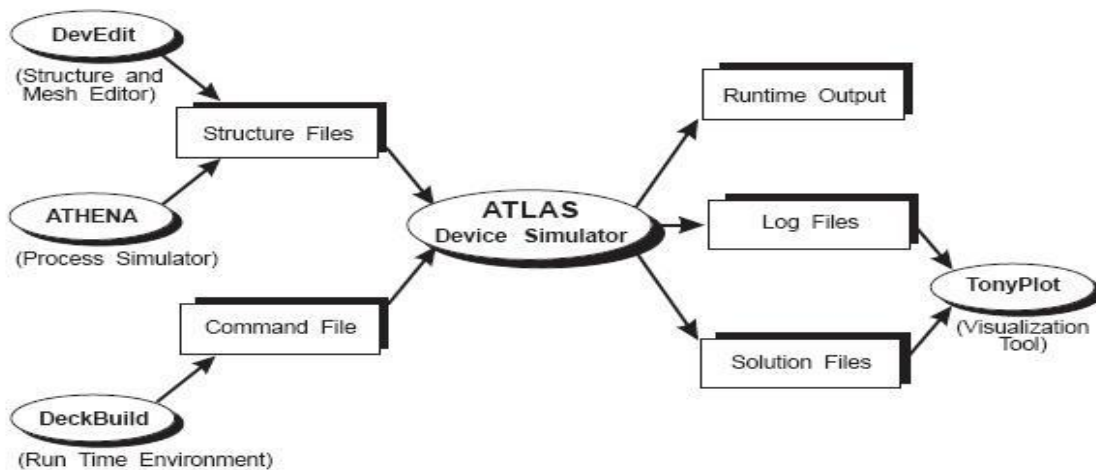 DevEdit
(Structure and
Mesh Editor)
Structure Files
ATHENA
(Process Simulator)
Command File
DeckBuild
(Run Time Environment)
ATLAS
Device Simulator
Runtime Output
Log Files
Solution Files
TonyPlot
(Visualization
Tool)